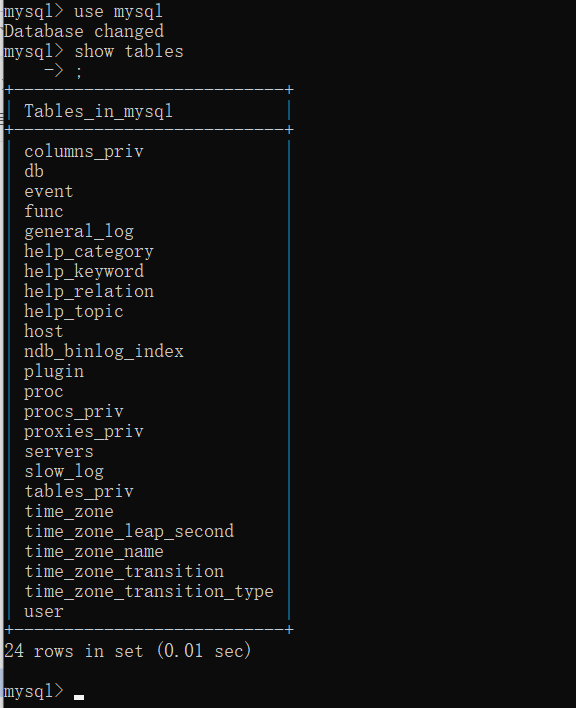 mysql> use mysql
Database changed
mysql> show tables
    -> ;
+---------------------------+
| Tables_in_mysql           |
+---------------------------+
| columns_priv              |
| db                        |
| event                     |
| func                      |
| general_log               |
| help_category             |
| help_keyword              |
| help_relation             |
| help_topic                |
| host                      |
| ndb_binlog_index          |
| plugin                    |
| proc                      |
| procs_priv                |
| proxies_priv              |
| servers                   |
| slow_log                  |
| tables_priv               |
| time_zone                 |
| time_zone_leap_second     |
| time_zone_name            |
| time_zone_transition      |
| time_zone_transition_type |
| user                      |
+---------------------------+
24 rows in set (0.01 sec)
mysql>